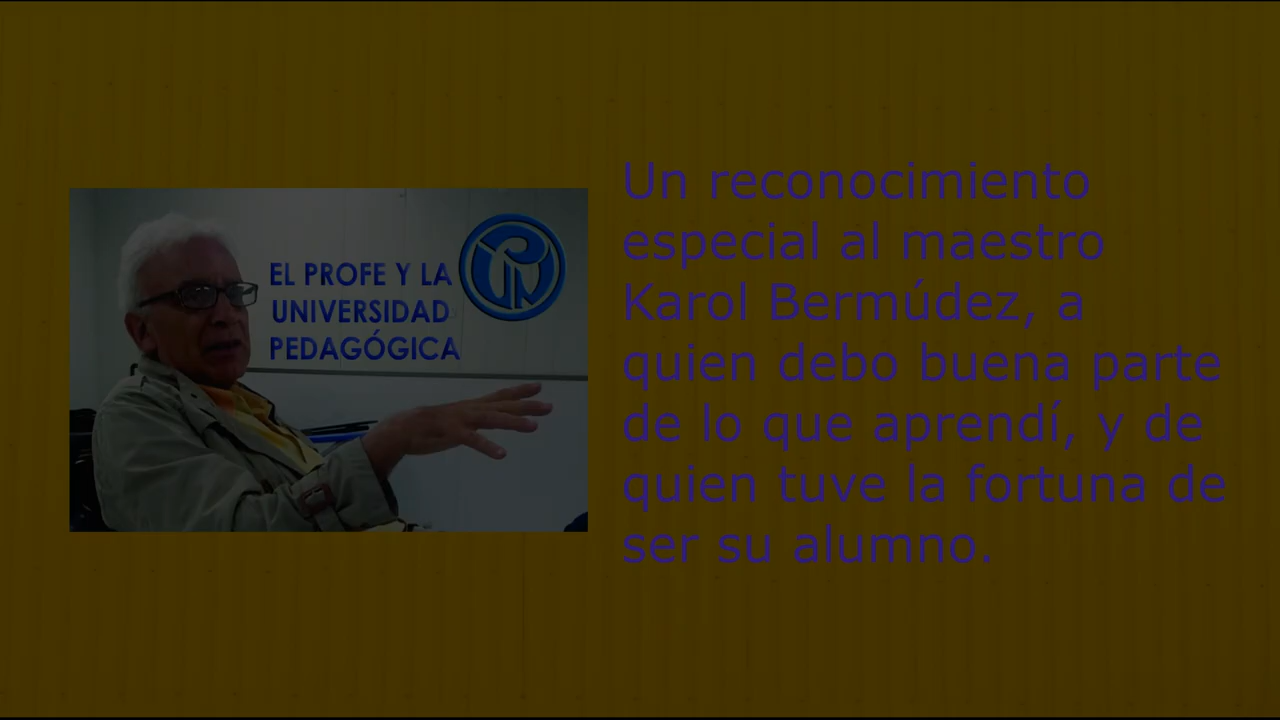 EL PROFE Y LA
UNIVERSIDAD
PEDAGÓGICA
UPN
Un reconocimiento
especial al maestro
Karol Bermúdez, a
quien debo buena parte
de lo que aprendí, y de
quien tuve la fortuna de
ser su alumno.